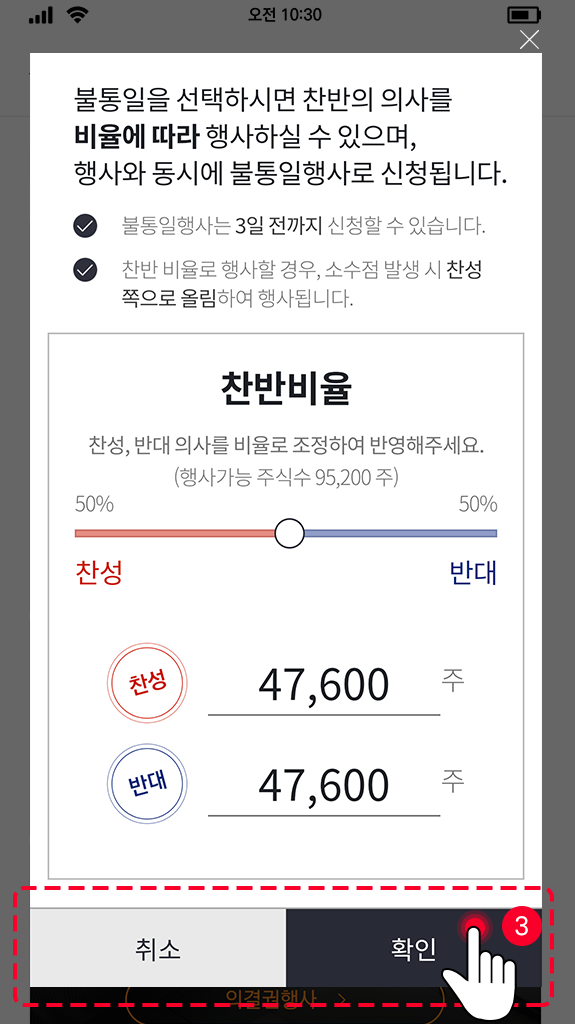 오전 10:30
불통일을 선택하시면 찬반의 의사를
비율에 따라 행사하실 수 있으며,
행사와 동시에 불통일행사로 신청됩니다.
불통일행사는 3일 전까지 신청할 수 있습니다.
찬반 비율로 행사할 경우, 소수점 발생 시 찬성
쪽으로 올림하여 행사됩니다.
찬반비율
찬성, 반대 의사를 비율로 조정하여 반영해주세요.
(행사가능 주식수 95,200 주)
50% 50%
찬성 반대
찬성 47,600 주
반대 47,600 주
3
취소 확인
의결권행사 >